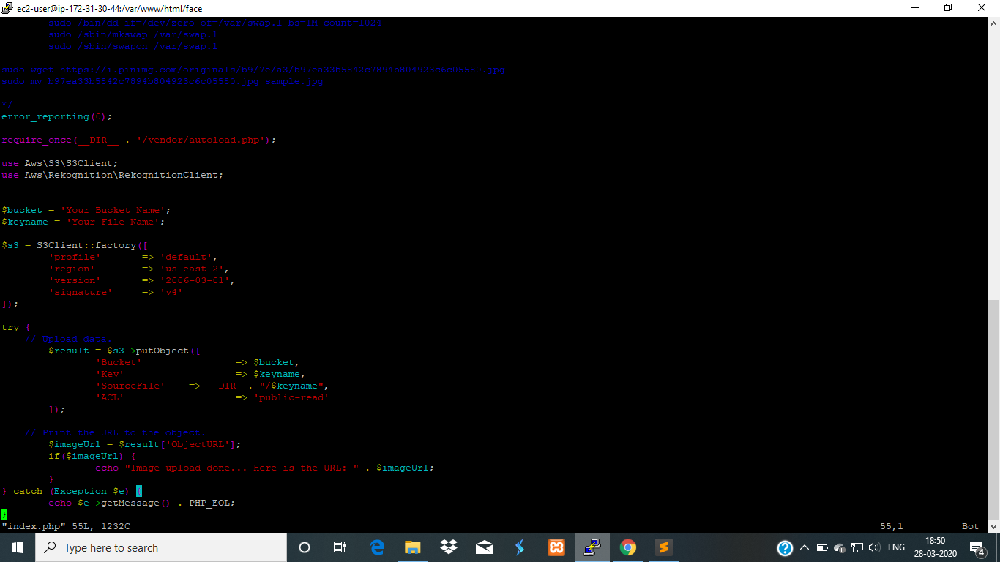 ec2-user@ip-172-31-30-44:/var/www/html/face
sudo /bin/dd if=/dev/zero of=/var/swap.1 bs=1M count=1024
sudo /sbin/mkswap /var/swap.1
sudo /sbin/swapon /var/swap.1
sudo wget https://i.pinimg.com/originals/b9/7e/a3/b97ea33b5842c7894b804923c6c05580.jpg
sudo mv b97ea33b5842c7894b804923c6c05580.jpg sample.jpg
*/
error_reporting(0);
require_once(__DIR__ . '/vendor/autoload.php');
use Aws\S3\S3Client;
use Aws\Rekognition\RekognitionClient;
$bucket = 'Your Bucket Name';
$keyname = 'Your File Name';
$s3 = S3Client::factory([
'profile' => 'default',
'region' => 'us-east-2',
'version' => '2006-03-01',
'signature' => 'v4'
]);
try {
// Upload data.
$result = $s3->putObject([
'Bucket' => $bucket,
'Key' => $keyname,
'SourceFile' => __DIR__. "/$keyname",
'ACL' => 'public-read'
]);
// Print the URL to the object.
$imageUrl = $result['ObjectURL'];
if($imageUrl) {
echo "Image upload done... Here is the URL: " . $imageUrl;
}
} catch (Exception $e) {
echo $e->getMessage() . PHP_EOL;
}
"index.php" 55L, 1232C 55,1 Bot
Type here to search
ENG
18:50
28-03-2020
4